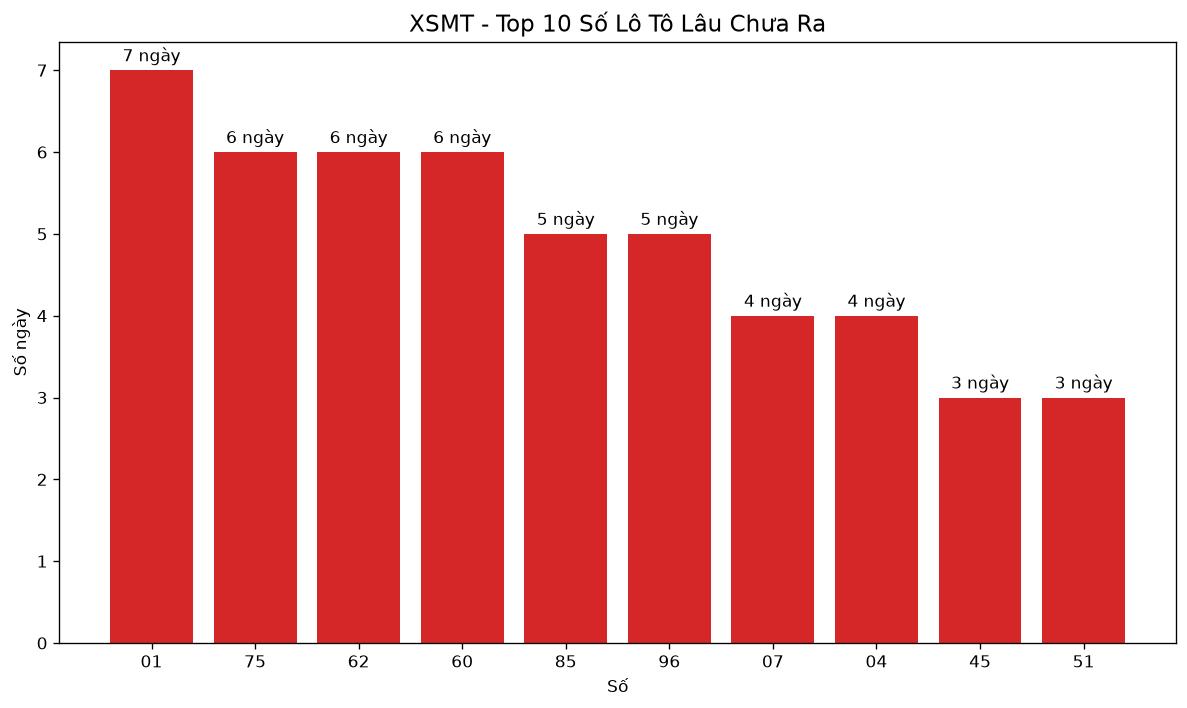 XSMT - Top 10 Số Lô Tô Lâu Chưa Ra
7 ngày
6 ngày 6 ngày 6 ngày
5 ngày 5 ngày
4 ngày 4 ngày
3 ngày 3 ngày
Số ngày
7
6
5
4
3
2
1
0
01 75 62 60 85 96 07 04 45 51
Số